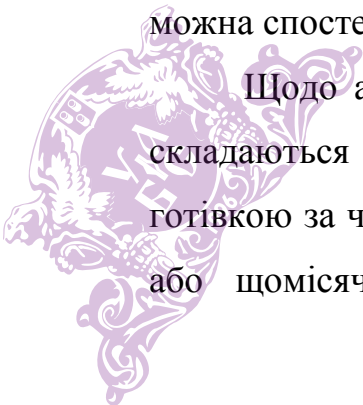 можна спосте
Щодо а
складаються
готівкою за ч
або щомісяч